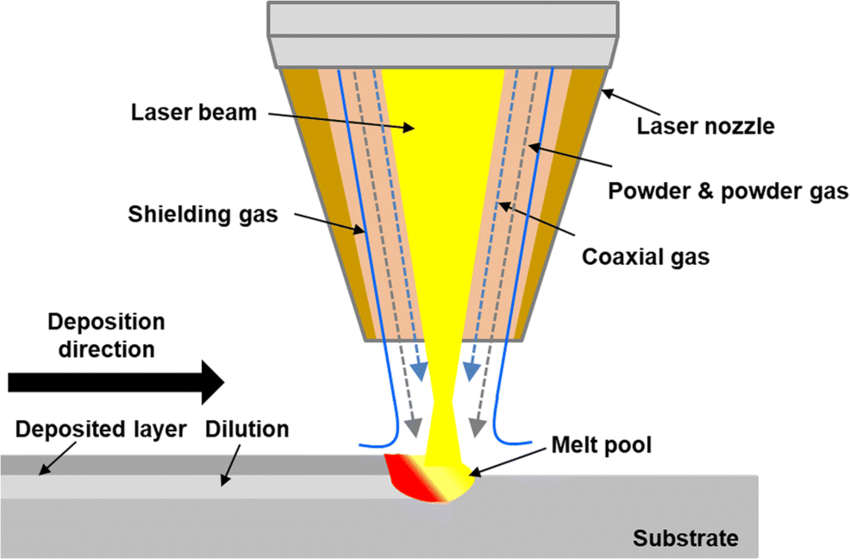 Laser beam
Laser nozzle
Powder & powder gas
Shielding gas
Coaxial gas
Deposition
direction
Deposited layer
Dilution
Melt pool
Substrate